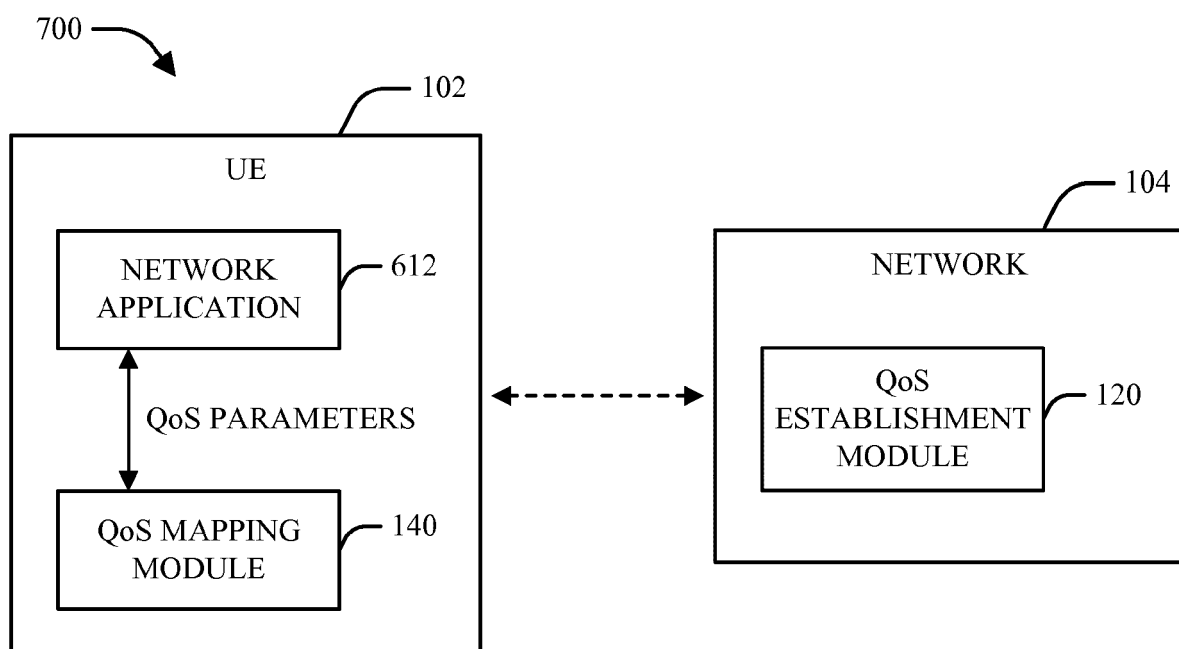 700
102
UE
104
NETWORK
APPLICATION
612
NETWORK
QoS PARAMETERS
QoS
ESTABLISHMENT
MODULE
120
QoS MAPPING
MODULE
140